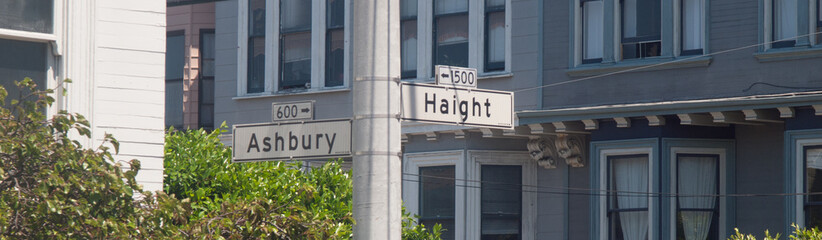 600 →
Ashbury
← 1500
Haight